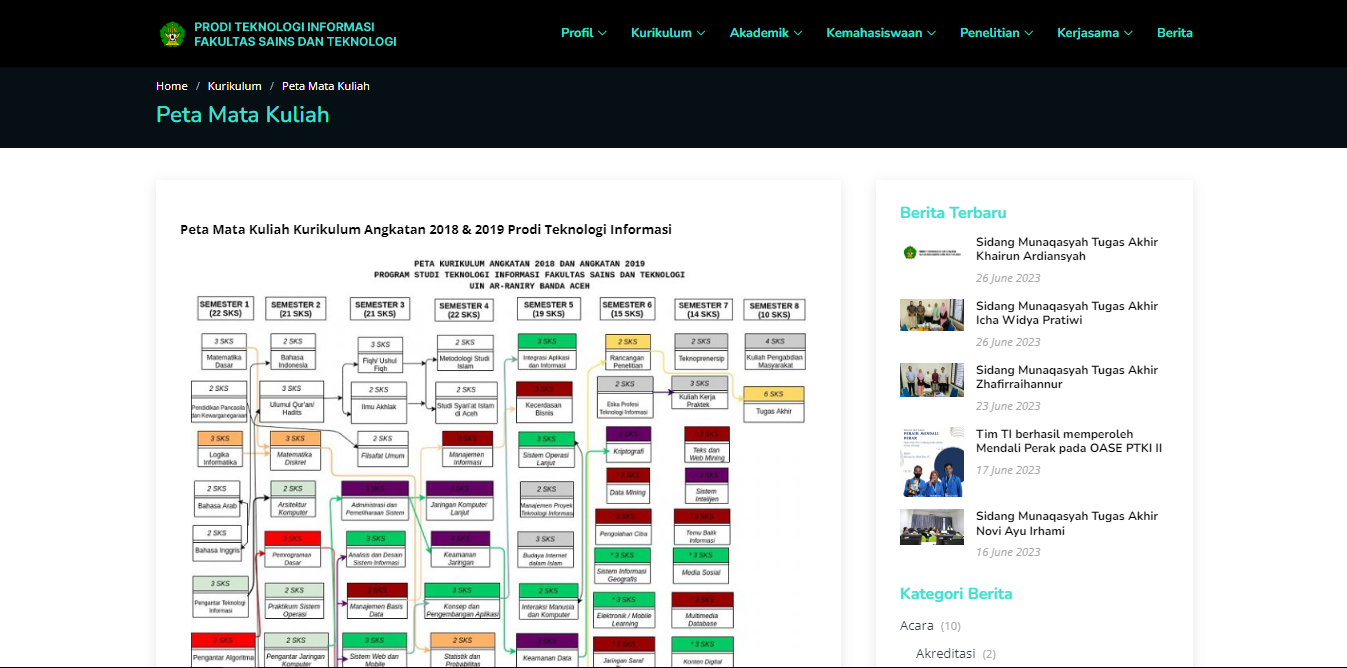 PRODI TEKNOLOGI INFORMASI
FAKULTAS SAINS DAN TEKNOLOGI
Profil
Kurikulum
Akademik
Kemahasiswaan
Penelitian
Kerjasama
Berita
Home / Kurikulum / Peta Mata Kuliah
Peta Mata Kuliah
Peta Mata Kuliah Kurikulum Angkatan 2018 & 2019 Prodi Teknologi Informasi
PETA KURIKULUM ANGKATAN 2018 DAN ANGKATAN 2019
PROGRAM STUDI TEKNOLOGI INFORMASI FAKULTAS SAINS DAN TEKNOLOGI
UIN AR-RANIRY BANDA ACEH
SEMESTER 1
(22 SKS)
3 SKS
Matematika
Dasar
2 SKS
Pendidikan Pancasila
dan Kewarganegaraan
3 SKS
Logika
Informatika
2 SKS
Bahasa Arab
2 SKS
Bahasa Inggris
3 SKS
Pengantar Teknologi
Informasi
2 SKS
Pengantar Algoritma
SEMESTER 2
(21 SKS)
2 SKS
Bahasa
Indonesia
3 SKS
Ulumul Qur'an/
Hadits
3 SKS
Matematika
Diskret
2 SKS
Arsitektur
Komputer
3 SKS
Pemrograman
Dasar
2 SKS
Praktikum Sistem
Operasi
2 SKS
Pengantar Jaringan
Komputer
SEMESTER 3
(21 SKS)
3 SKS
Fiqh/ Ushul
Fiqh
2 SKS
Ilmu Akhlak
2 SKS
Filsafat Umum
3 SKS
Administrasi dan
Pemeliharaan Sistem
3 SKS
Analisis dan Desain
Sistem Informasi
3 SKS
Manajemen Basis
Data
3 SKS
Sistem Web dan
Mobile
SEMESTER 4
(22 SKS)
2 SKS
Metodologi Studi
Islam
2 SKS
Studi Syari'at Islam
di Aceh
3 SKS
Manajemen
Informasi
3 SKS
Jaringan Komputer
Lanjut
Keamanan
Jaringan
3 SKS
Konsep dan
Pengembangan Aplikasi
2 SKS
Statistik dan
Probabilitas
SEMESTER 5
(19 SKS)
3 SKS
Integrasi Aplikasi
dan Informasi
Kecerdasan
Bisnis
3 SKS
Sistem Operasi
Lanjut
2 SKS
Manajemen Proyek
Teknologi Informasi
3 SKS
Budaya Internet
dalam Islam
2 SKS
Interaksi Manusia
dan Komputer
3 SKS
Keamanan Data
SEMESTER 6
(15 SKS)
2 SKS
Rancangan
Penelitian
2 SKS
Etika Profesi
Teknologi Informasi
Kriptografi
* 3 SKS
Data Mining
* 3 SKS
Pengolahan Citra
* 3 SKS
Sistem Informasi
Geografis
* 3 SKS
Elektronik / Mobile
Learning
* 3 SKS
Jaringan Saraf
SEMESTER 7
(14 SKS)
2 SKS
Teknoprenersip
3 SKS
Kuliah Kerja
Praktek
* 3 SKS
Teks dan
Web Mining
* 3 SKS
Sistem
Intelijen
* 3 SKS
Temu Balik
Informasi
* 3 SKS
Media Sosial
* 3 SKS
Multimedia
Database
* 3 SKS
Konten Digital
SEMESTER 8
(10 SKS)
4 SKS
Kuliah Pengabdian
Masyarakat
6 SKS
Tugas Akhir
Berita Terbaru
Sidang Munaqasyah Tugas Akhir
Khairun Ardiansyah
26 June 2023
Sidang Munaqasyah Tugas Akhir
Icha Widya Pratiwi
26 June 2023
Sidang Munaqasyah Tugas Akhir
Zhafirraihannur
23 June 2023
PERAIH MENDALI
PERAK
Tim TI berhasil memperoleh
Mendali Perak pada OASE PTKI II
17 June 2023
Sidang Munaqasyah Tugas Akhir
Novi Ayu Irhami
16 June 2023
Kategori Berita
Acara (10)
Akreditasi (2)